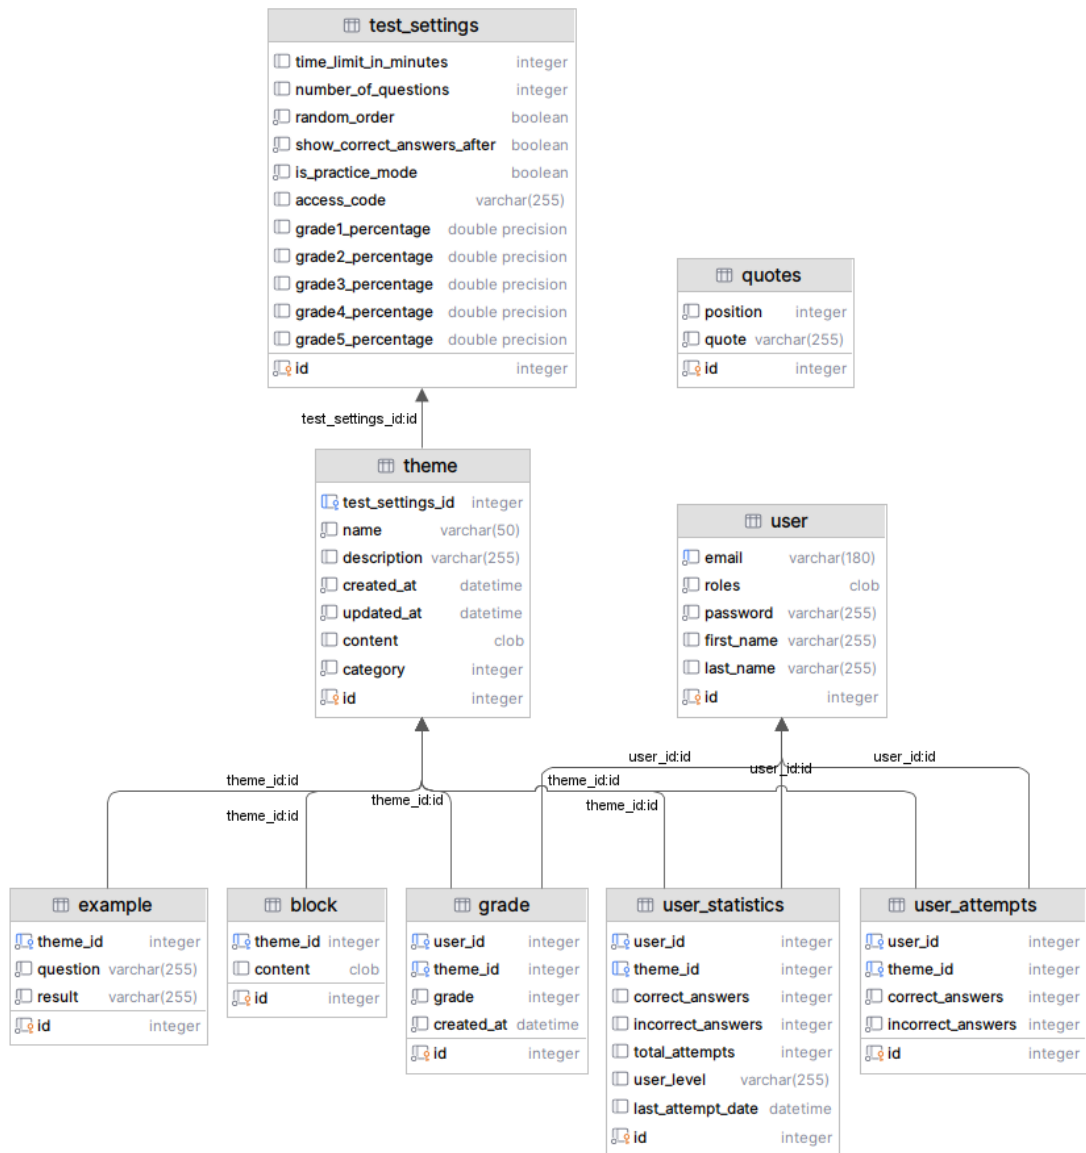 test_settings
time_limit_in_minutes integer
number_of_questions integer
random_order boolean
show_correct_answers_after boolean
is_practice_mode boolean
access_code varchar(255)
grade1_percentage double precision
grade2_percentage double precision
grade3_percentage double precision
grade4_percentage double precision
grade5_percentage double precision
id integer
quotes
position integer
quote varchar(255)
id integer
test_settings_id:id
theme
test_settings_id integer
name varchar(50)
description varchar(255)
created_at datetime
updated_at datetime
content clob
category integer
id integer
user
email varchar(180)
roles clob
password varchar(255)
first_name varchar(255)
last_name varchar(255)
id integer
user_id:id
user_id:id
user_id:id
theme_id:id
theme_id:id
theme_id:id
theme_id:id
theme_id:id
example
theme_id integer
question varchar(255)
result varchar(255)
id integer
block
theme_id integer
content clob
id integer
grade
user_id integer
theme_id integer
grade integer
created_at datetime
id integer
user_statistics
user_id integer
theme_id integer
correct_answers integer
incorrect_answers integer
total_attempts integer
user_level varchar(255)
last_attempt_date datetime
id integer
user_attempts
user_id integer
theme_id integer
correct_answers integer
incorrect_answers integer
id integer